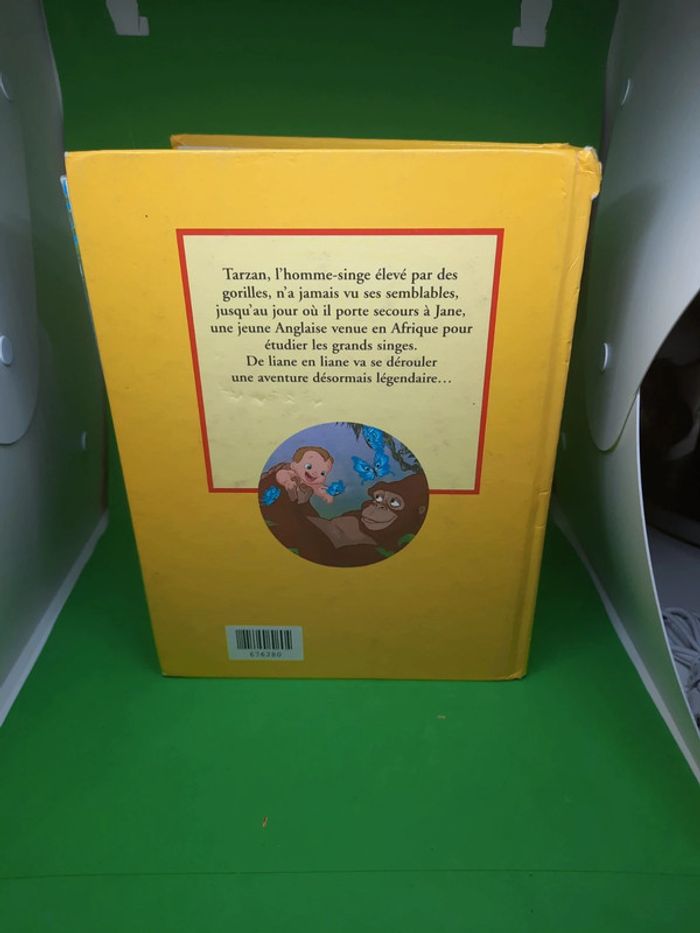 Tarzan, l'homme-singe élevé par des
gorilles, n'a jamais vu ses semblables,
jusqu'au jour où il porte secours à Jane,
une jeune Anglaise venue en Afrique pour
étudier les grands singes.
De liane en liane va se dérouler
une aventure désormais légendaire…
676380